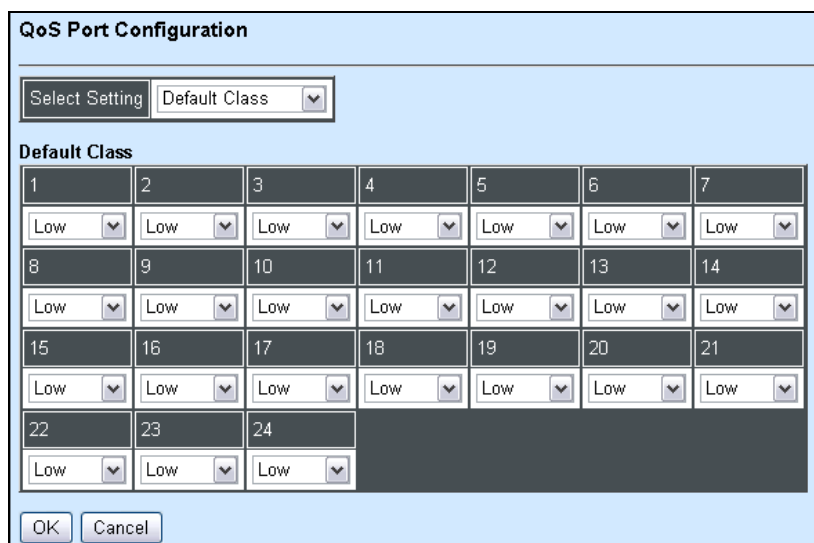 QoS Port Configuration
Select Setting Default Class
Default Class
1 2 3 4 5 6 7
Low Low Low Low Low Low Low
8 9 10 11 12 13 14
Low Low Low Low Low Low Low
15 16 17 18 19 20 21
Low Low Low Low Low Low Low
22 23 24
Low Low Low
OK Cancel